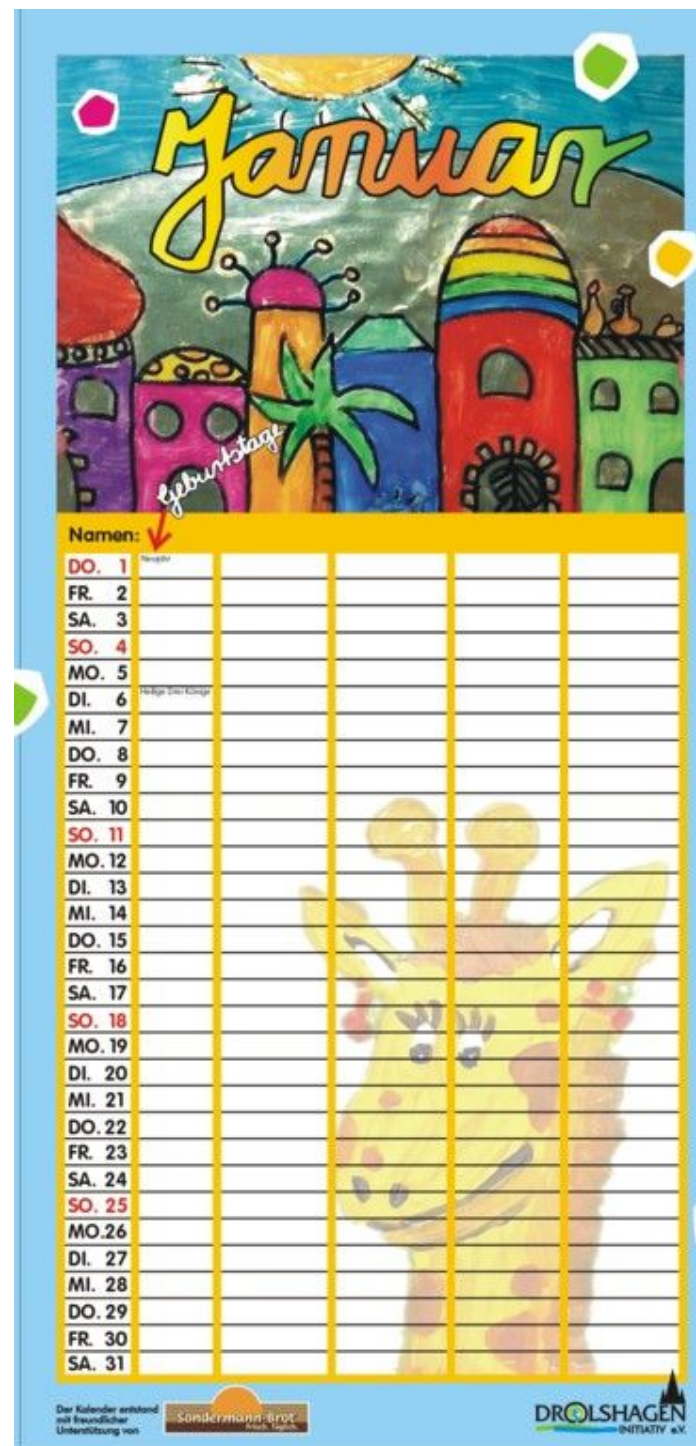 Januar
Geburtstage
Namen:
DO. 1 Neujahr
FR. 2
SA. 3
SO. 4
MO. 5
DI. 6 Heilige Drei Könige
MI. 7
DO. 8
FR. 9
SA. 10
SO. 11
MO. 12
DI. 13
MI. 14
DO. 15
FR. 16
SA. 17
SO. 18
MO. 19
DI. 20
MI. 21
DO. 22
FR. 23
SA. 24
SO. 25
MO. 26
DI. 27
MI. 28
DO. 29
FR. 30
SA. 31
Der Kalender entstand
mit freundlicher
Unterstützung von
Sondermann-Brot
Frisch. Täglich.
DROLSHAGEN
INITIATIV e.V.